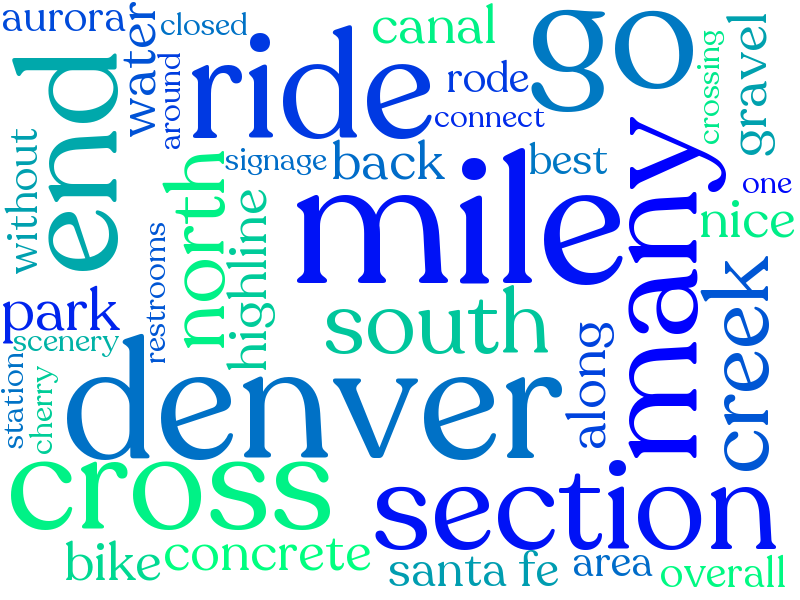 aurora
water
closed
canal
go
crossing
gravel
end
around
ride
rode
connect
without
north
signage
back
best
many
one
highline
mile
nice
restrooms
park
scenery
south
creek
station
cherry
denver
along
cross
section
bike
concrete
santa fe
area
overall